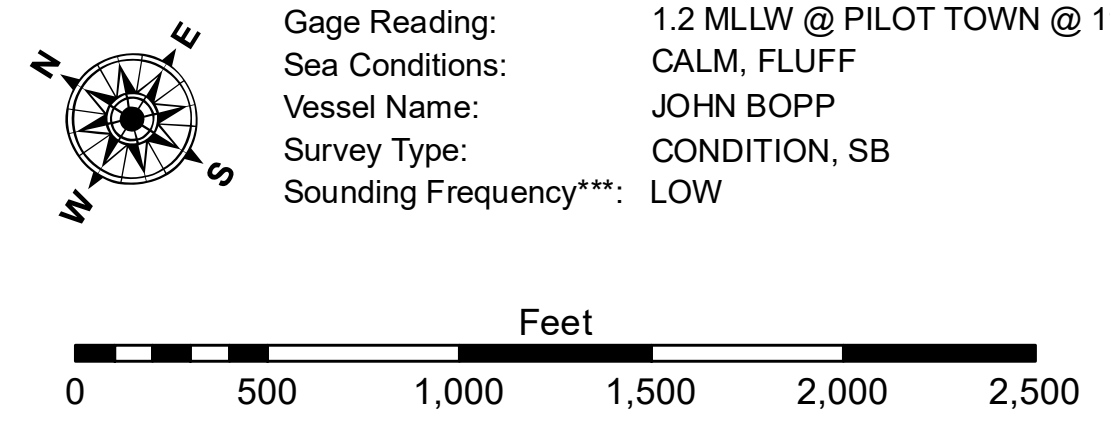 N
E
S
W
Gage Reading: 1.2 MLLW @ PILOT TOWN @ 1
Sea Conditions: CALM, FLUFF
Vessel Name: JOHN BOPP
Survey Type: CONDITION, SB
Sounding Frequency***: LOW
Feet
0 500 1,000 1,500 2,000 2,500